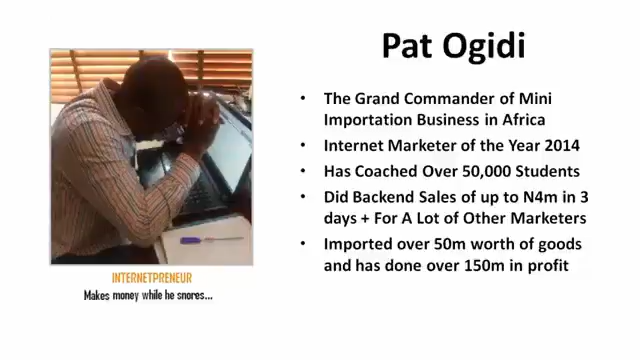 Pat Ogidi
• The Grand Commander of Mini
Importation Business in Africa
• Internet Marketer of the Year 2014
• Has Coached Over 50,000 Students
• Did Backend Sales of up to N4m in 3
days + For A Lot of Other Marketers
• Imported over 50m worth of goods
and has done over 150m in profit
INTERNETPRENEUR
Makes money while he snores...